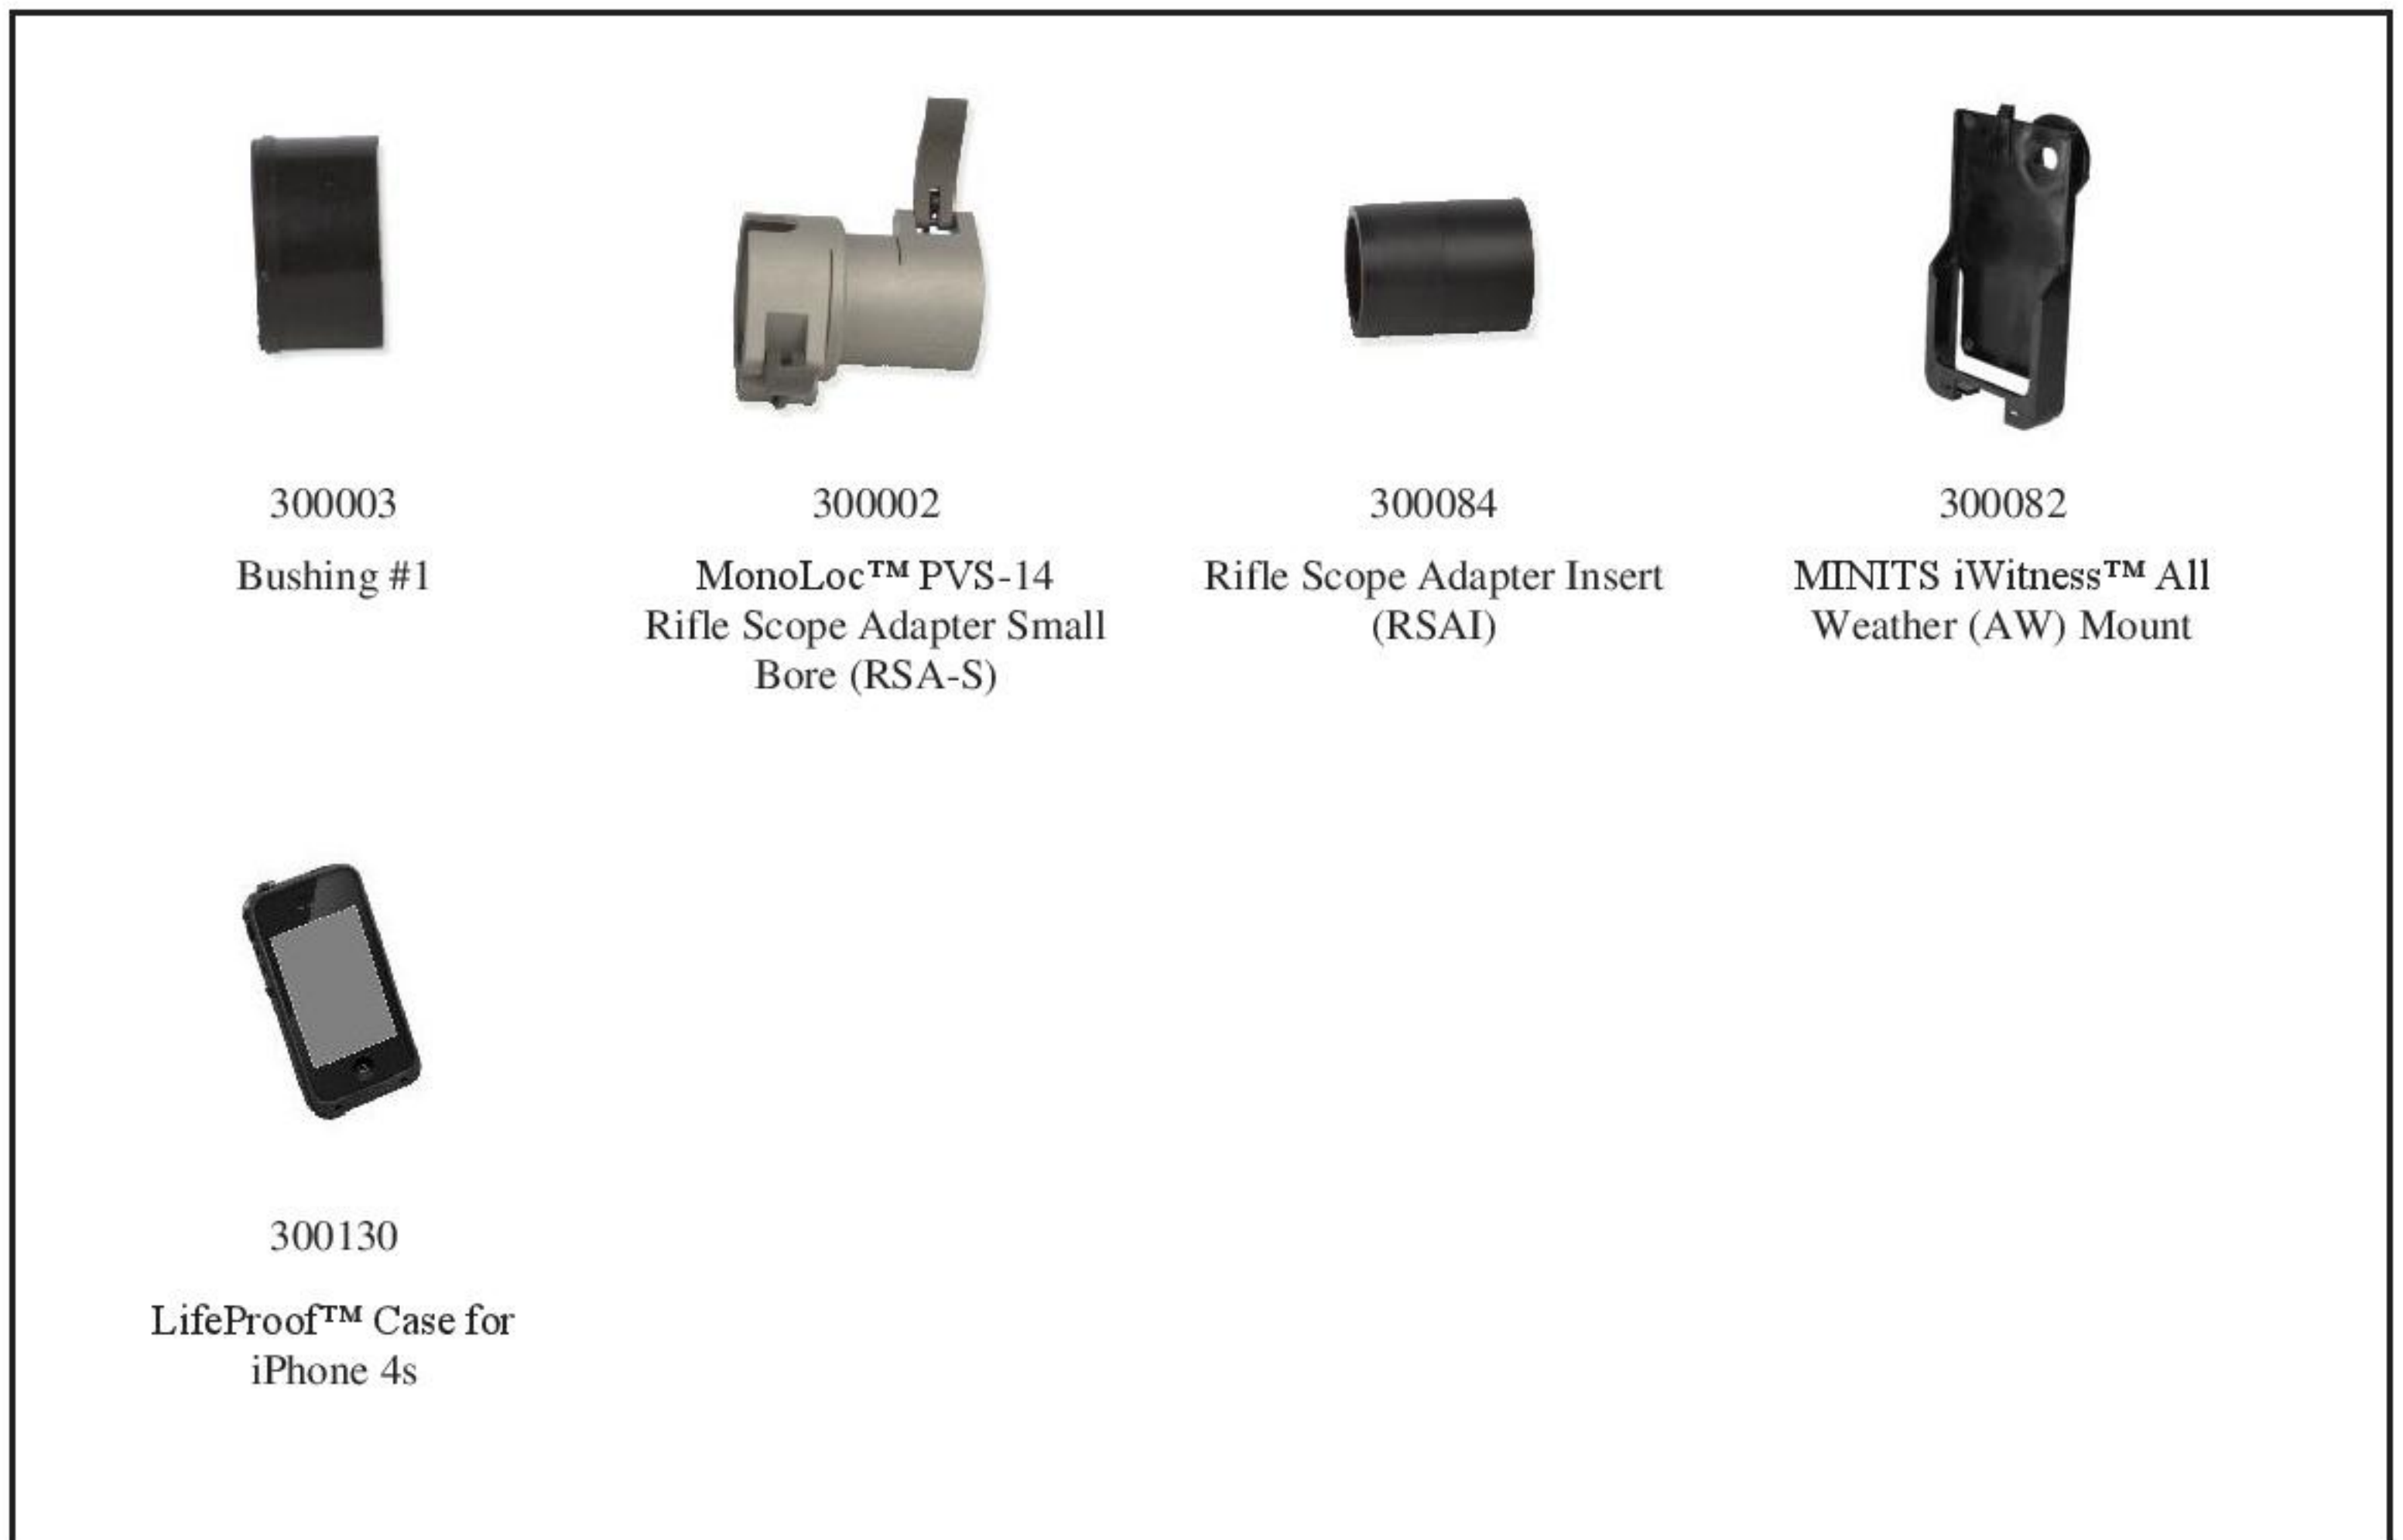 300003
Bushing #1
300002
MonoLoc™ PVS-14
Rifle Scope Adapter Small
Bore (RSA-S)
300084
Rifle Scope Adapter Insert
(RSAI)
300082
MINITS iWitness™ All
Weather (AW) Mount
300130
LifeProof™ Case for
iPhone 4s